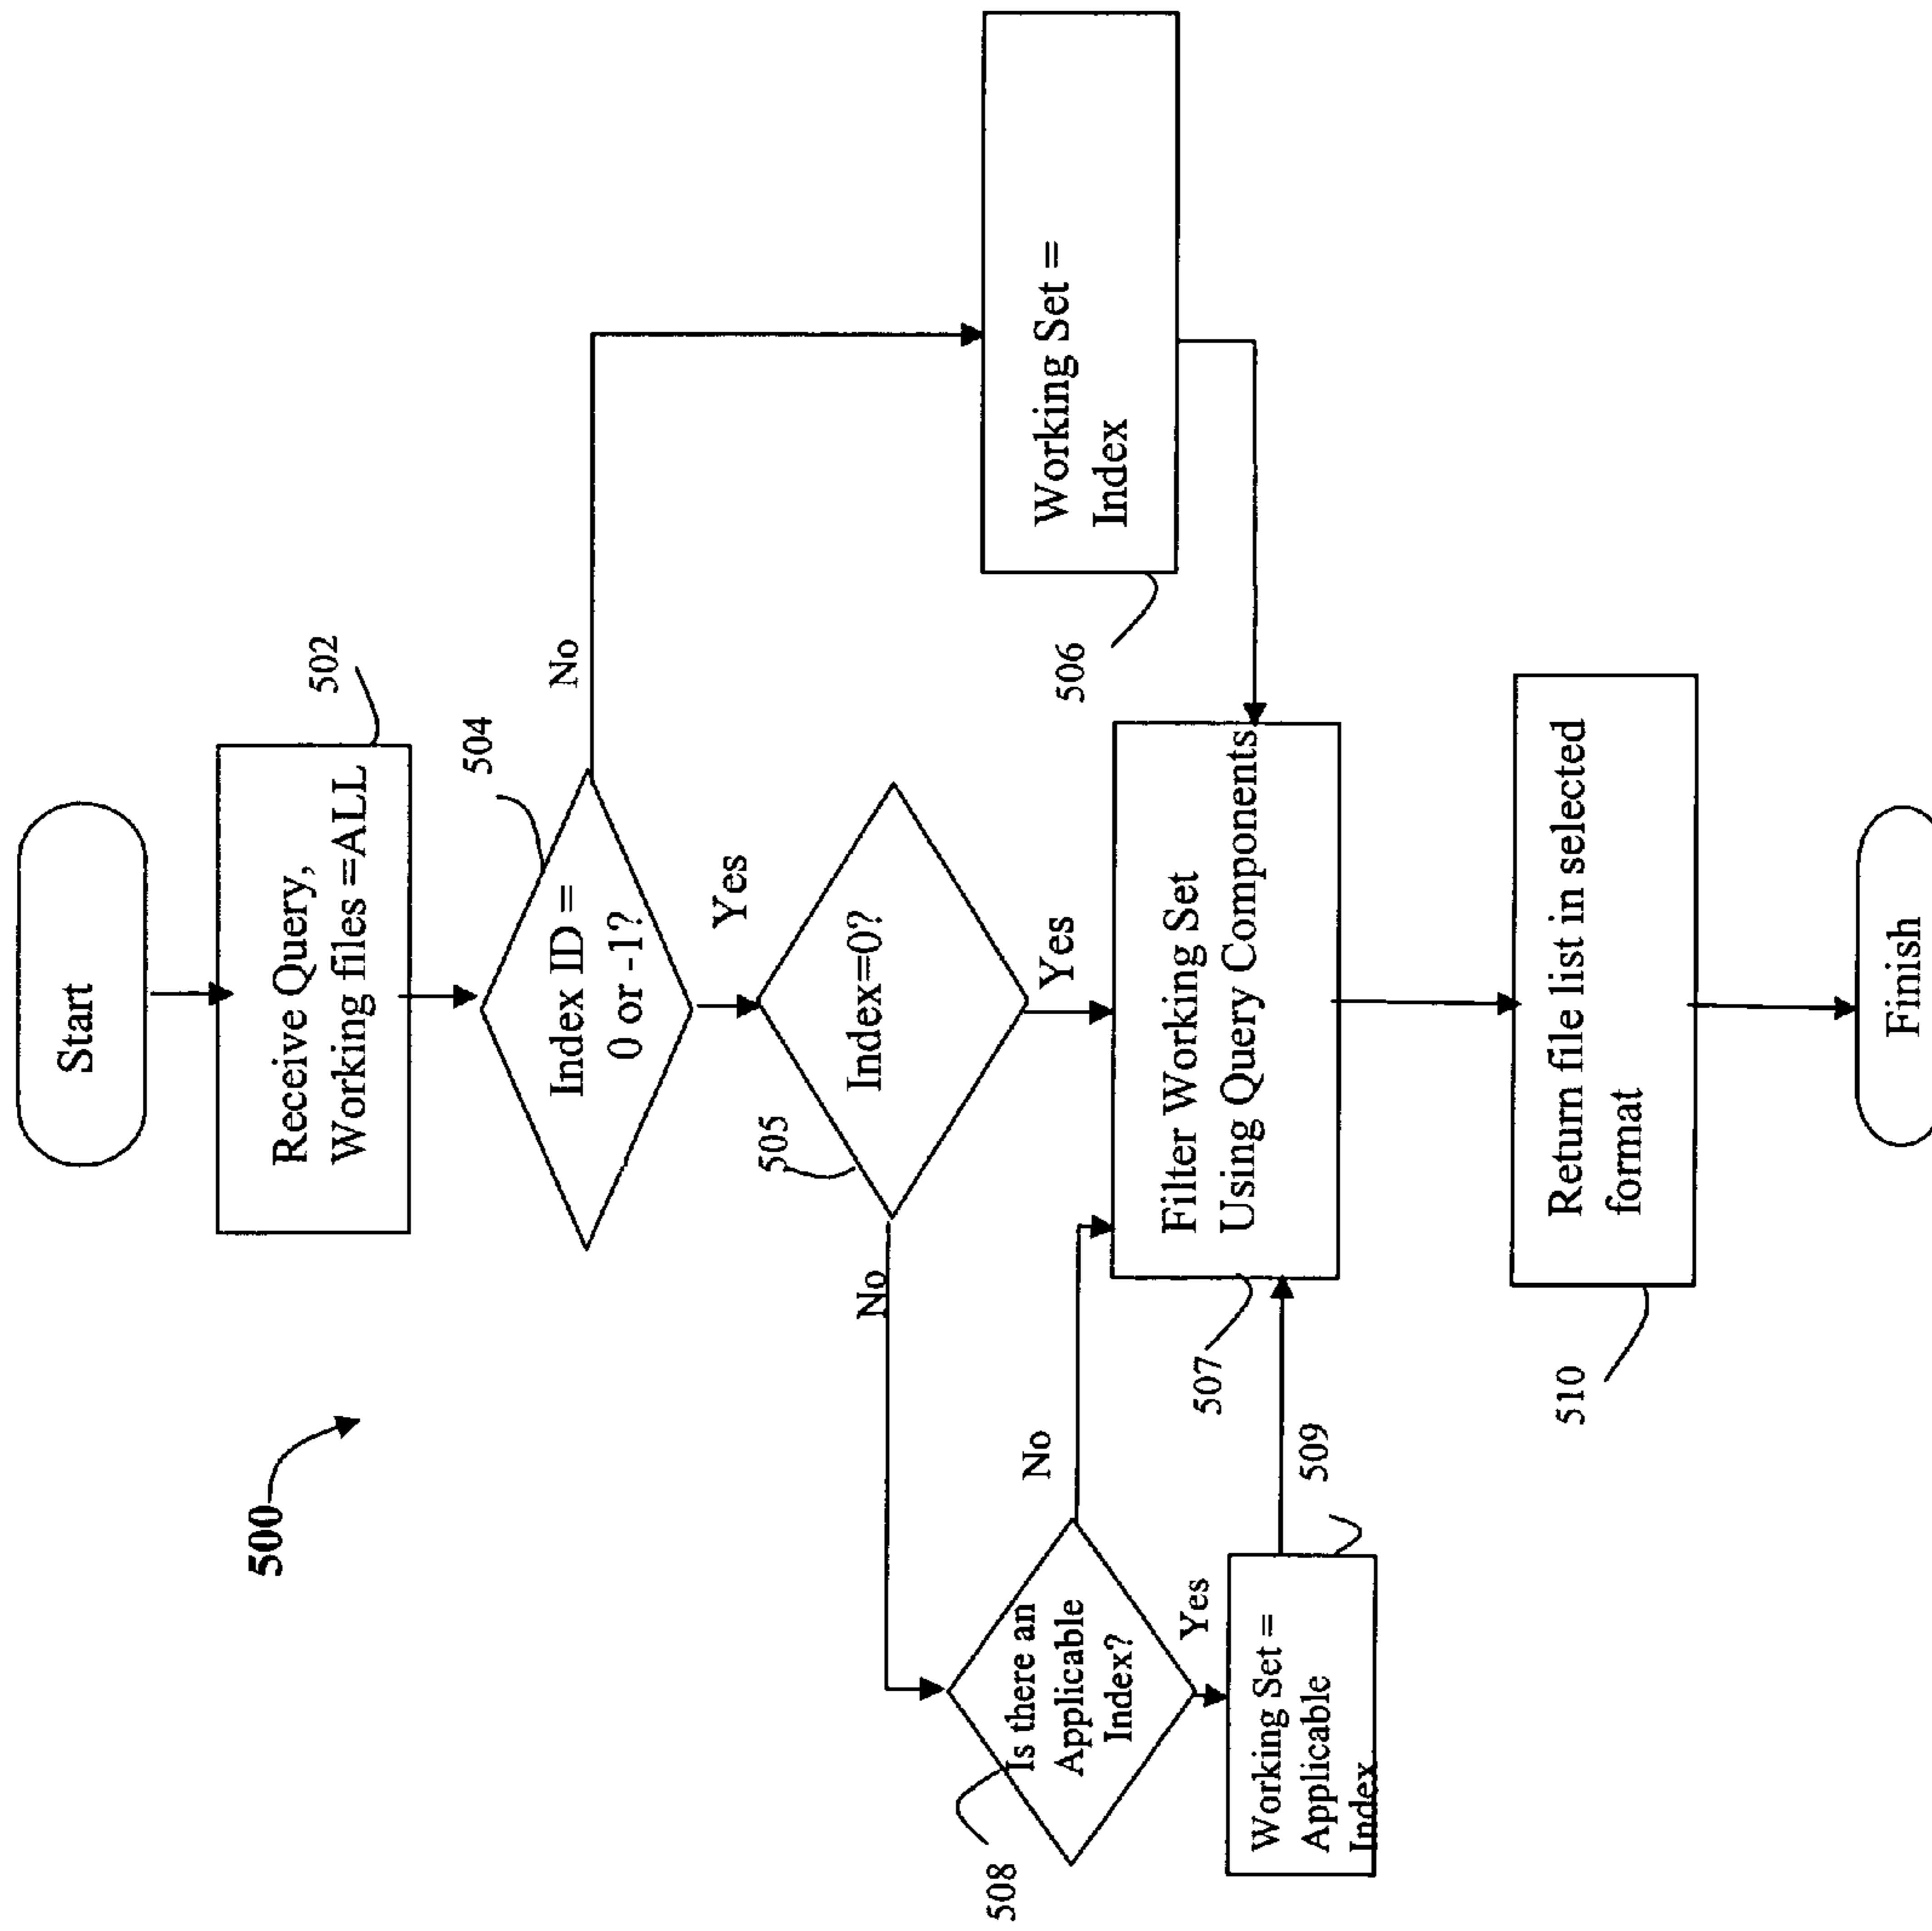 500
Start
Receive Query,
Working files =ALL
502
504
Index ID =
0 or -1?
No
Yes
505
Index=0?
No
Yes
508
Is there an
Applicable
Index?
No
Yes
Working Set =
Applicable
Index
509
Working Set =
Index
506
507
Filter Working Set
Using Query Components
510
Return file list in selected
format
Finish